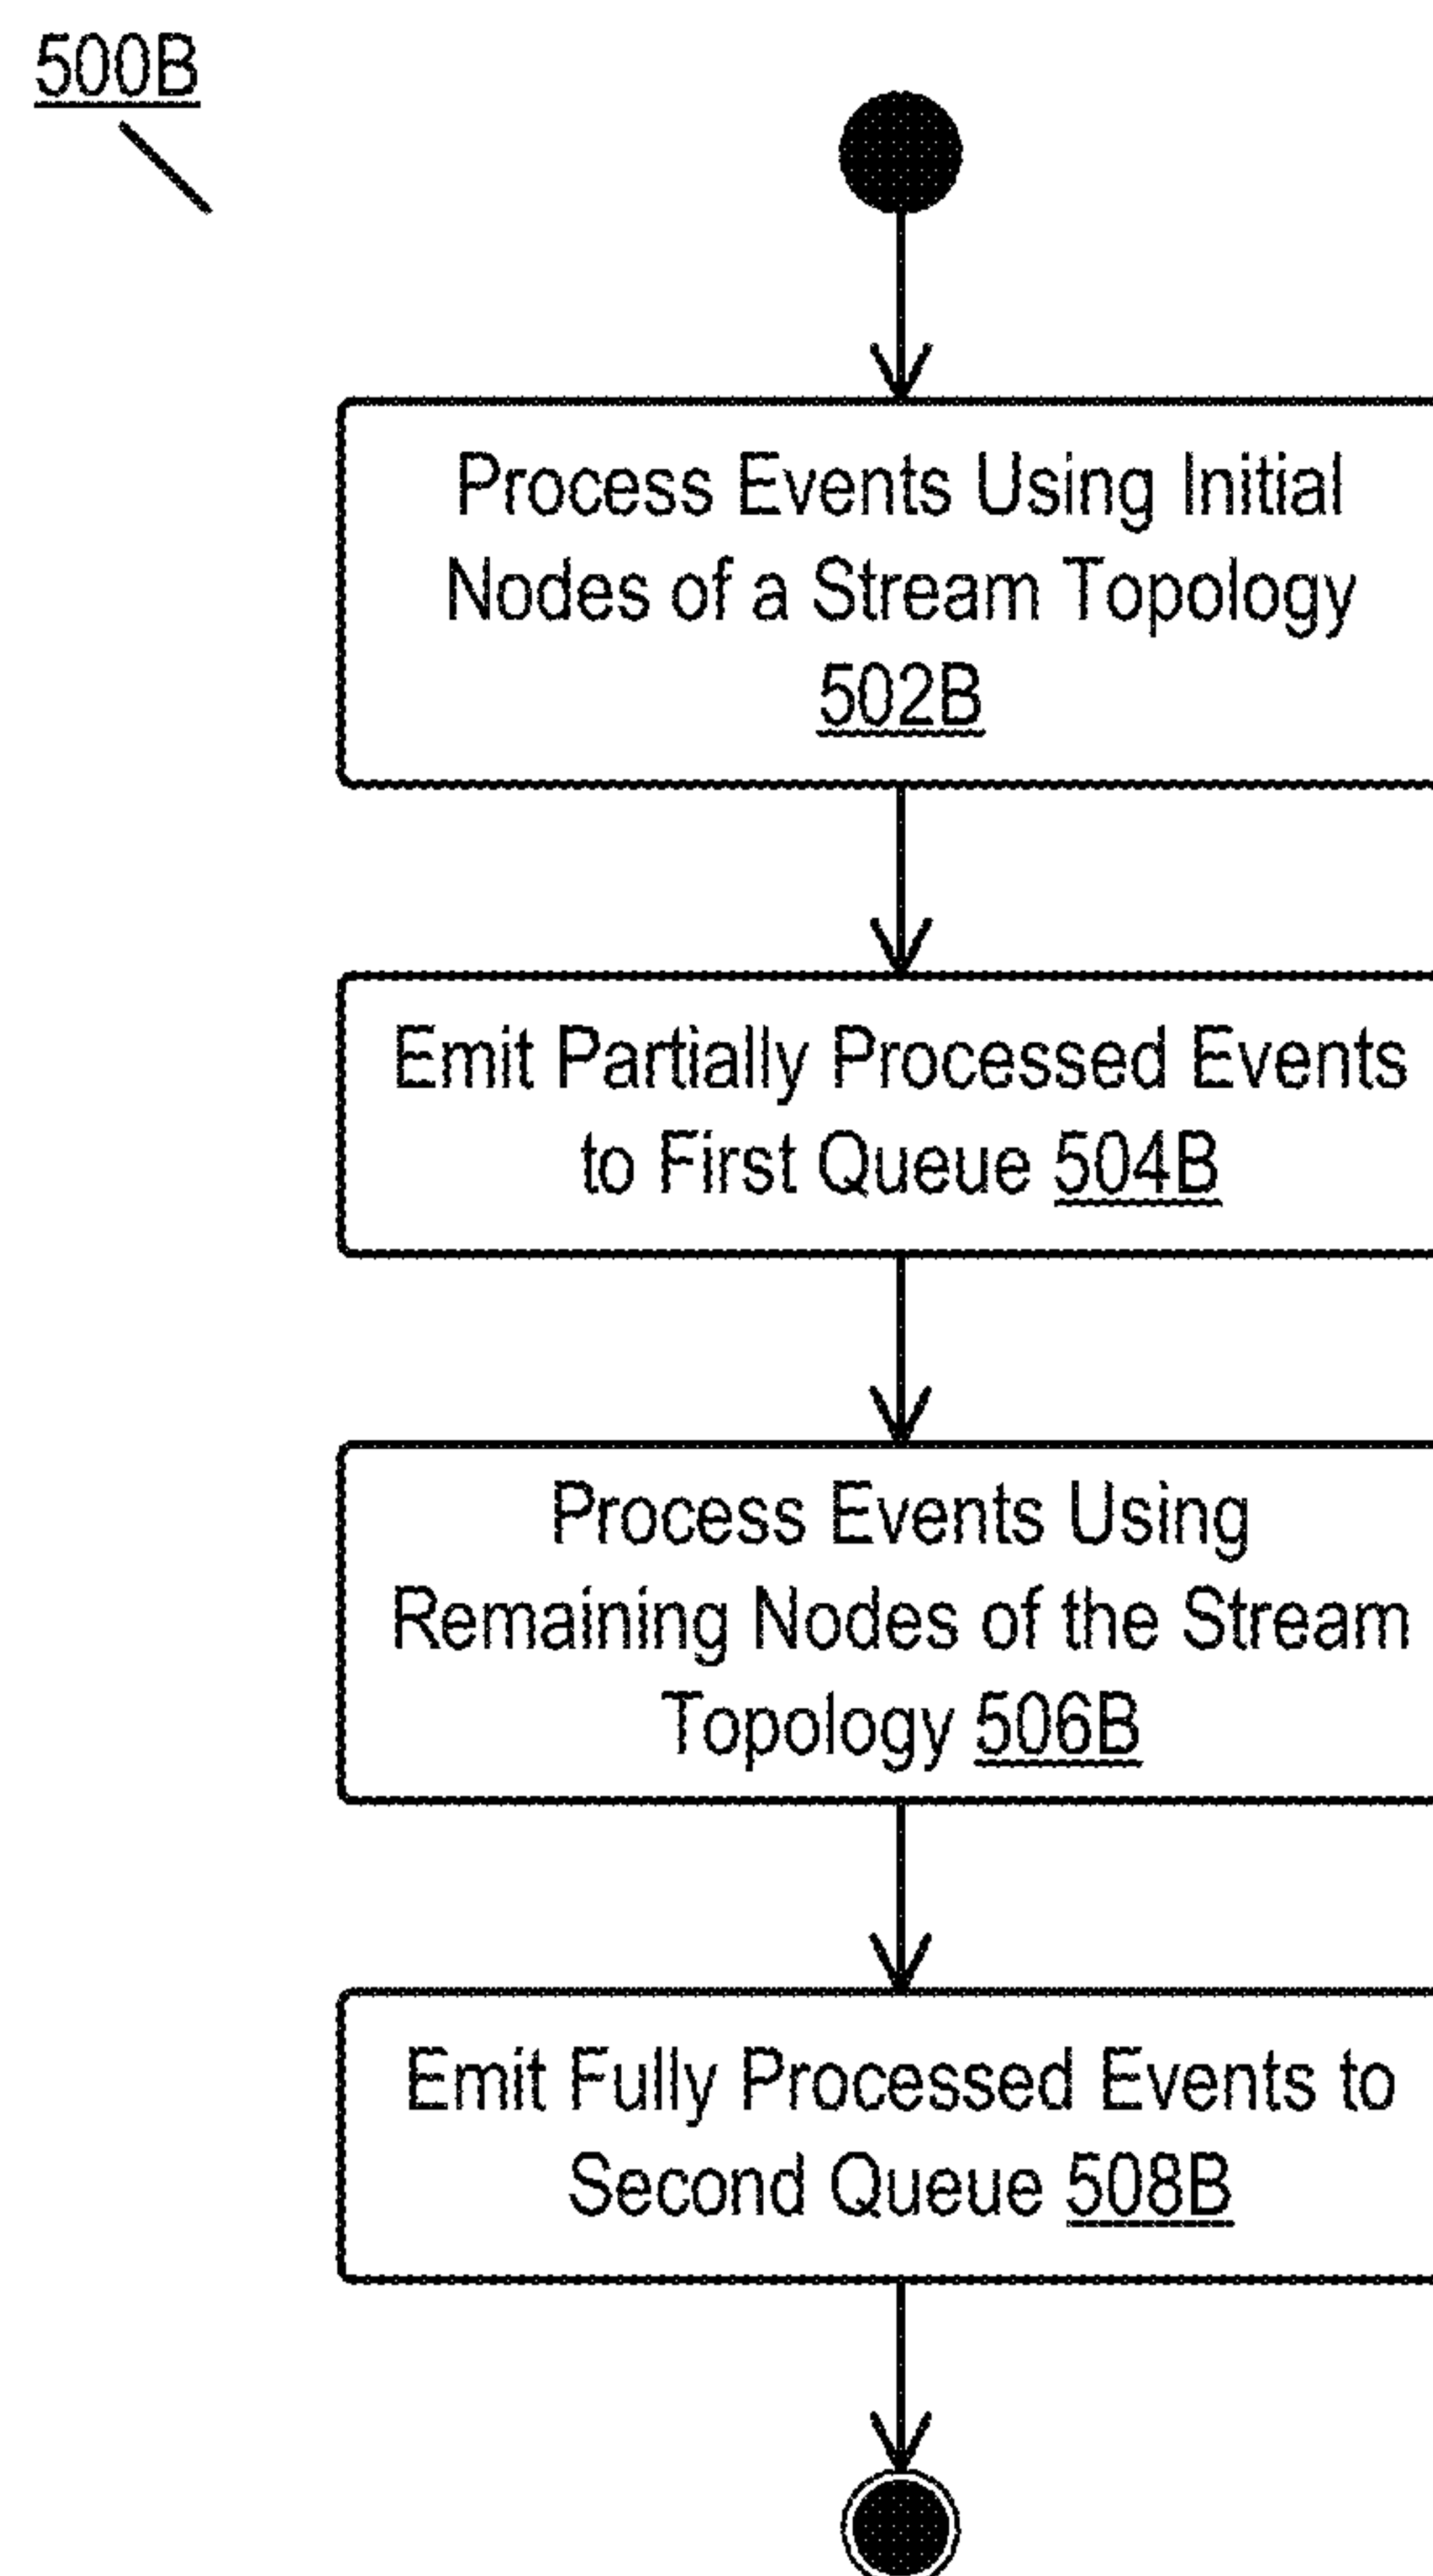 500B
Process Events Using Initial
Nodes of a Stream Topology
502B
Emit Partially Processed Events
to First Queue 504B
Process Events Using
Remaining Nodes of the Stream
Topology 506B
Emit Fully Processed Events to
Second Queue 508B